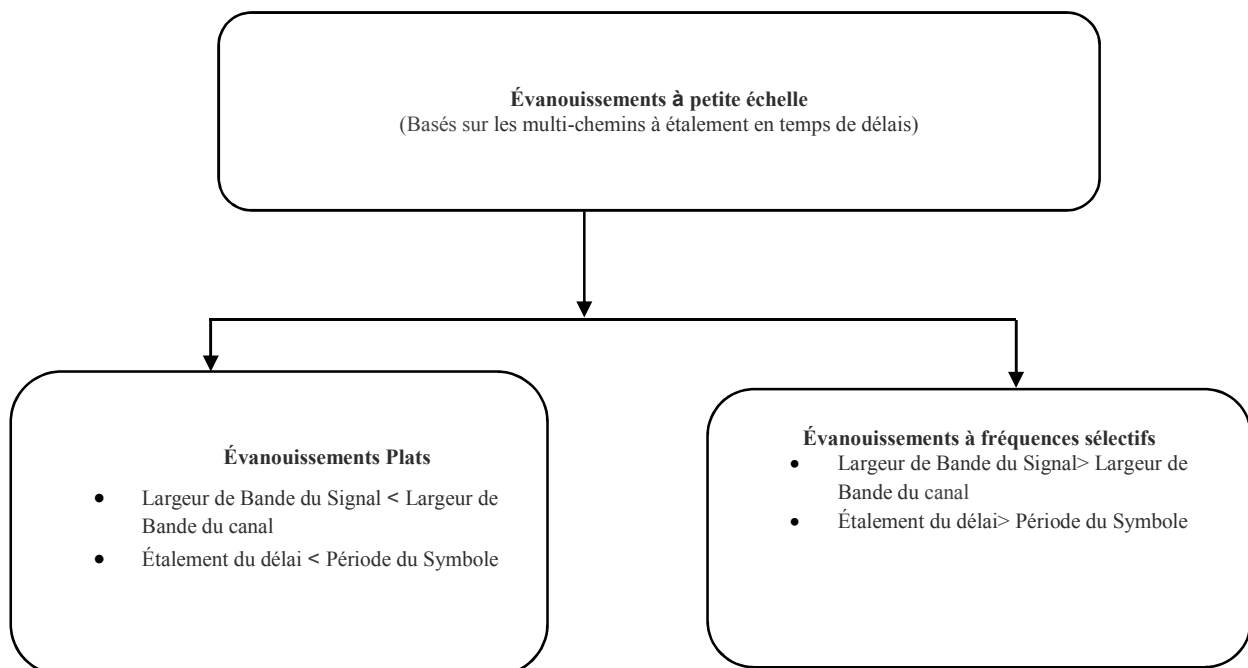 Évanouissements à petite échelle
(Basés sur les multi-chemins à étalement en temps de délais)
Évanouissements Plats
• Largeur de Bande du Signal < Largeur de
Bande du canal
• Étalement du délai < Période du Symbole
Évanouissements à fréquences sélectifs
• Largeur de Bande du Signal> Largeur de
Bande du canal
• Étalement du délai> Période du Symbole